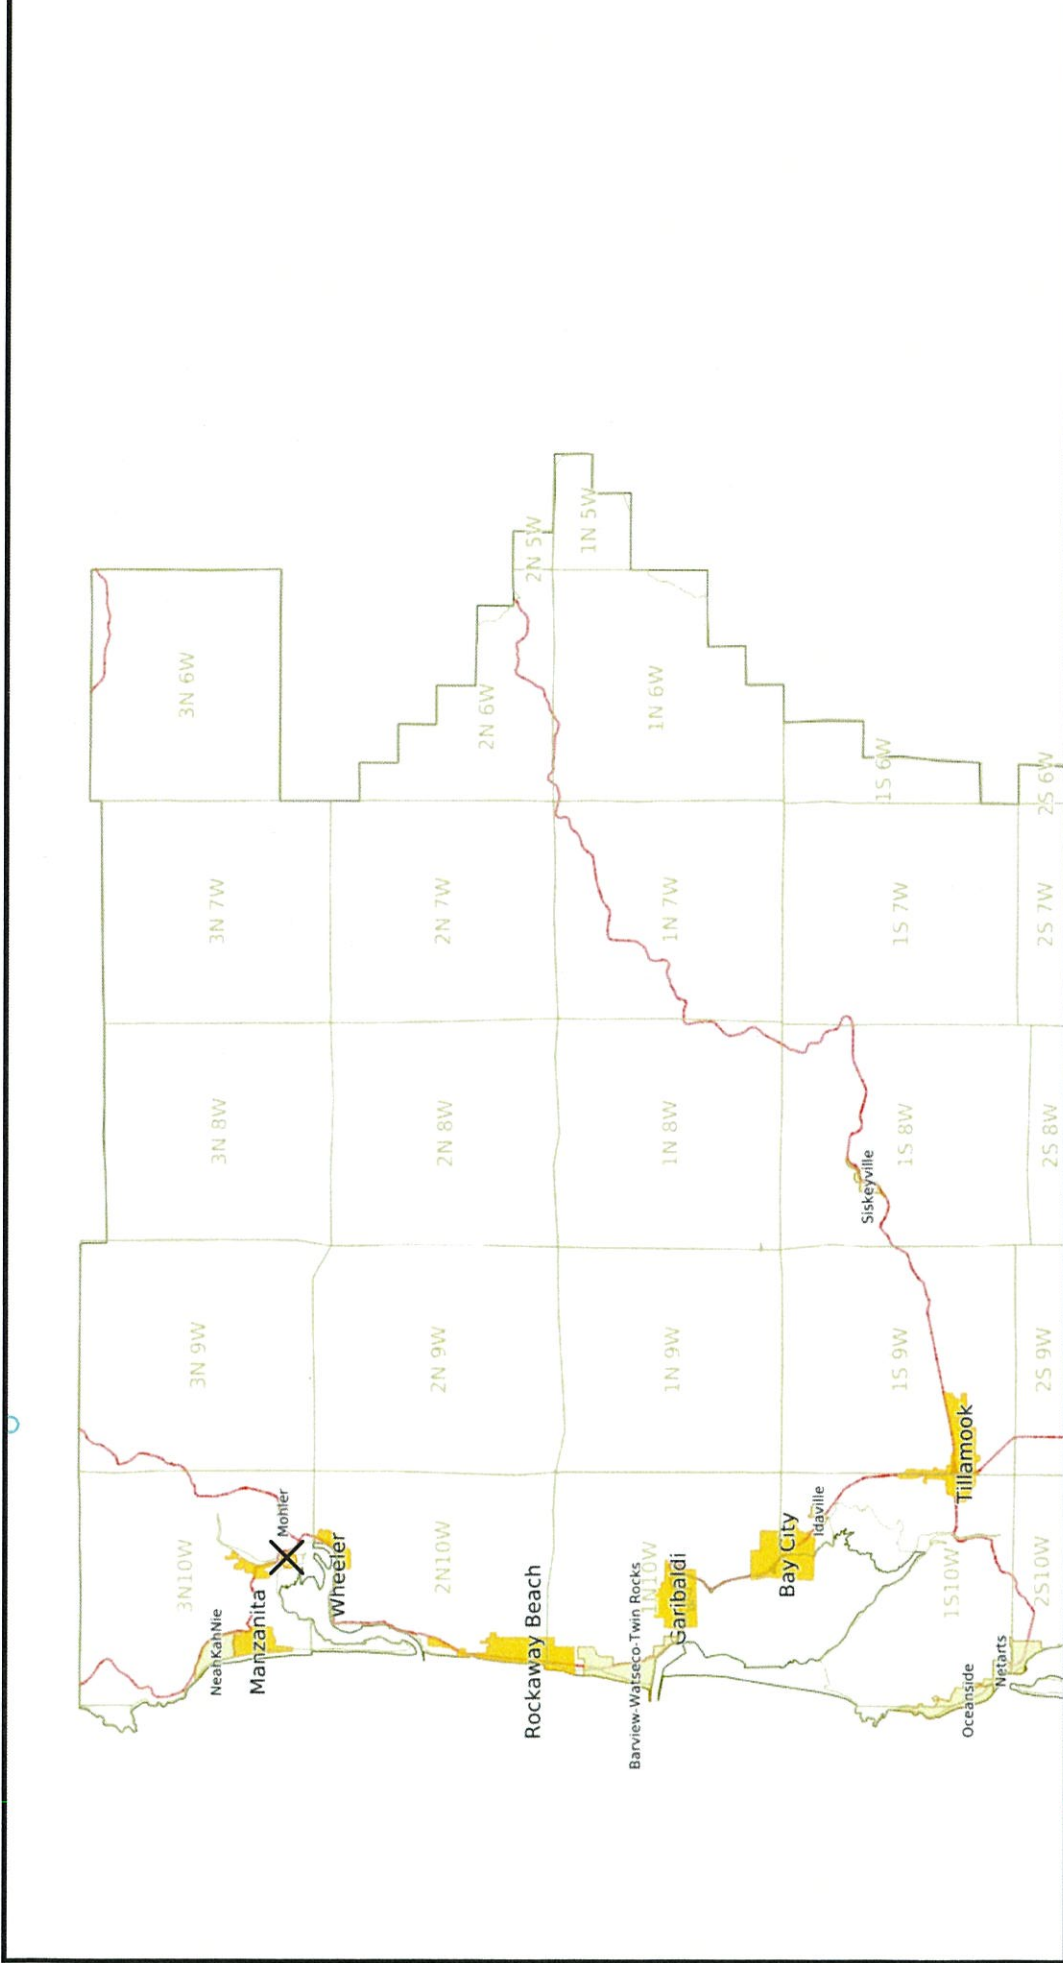 3N 6W
2N 5W
1N 5W
2N 6W
1N 6W
1S 6W
2S 6W
3N 7W
2N 7W
1N 7W
1S 7W
2S 7W
3N 8W
2N 8W
1N 8W
1S 8W
2S 8W
Siskeyville
3N 9W
2N 9W
1N 9W
1S 9W
2S 9W
Tillamook
Mohler
Idaville
3N10W
Wheeler
2N10W
Bay City
1N10W
1S10W
2S10W
NeahKahNie
Manzanita
Rockaway Beach
Garibaldi
Barview-Watseco-Twin Rocks
Netarts
Oceanside